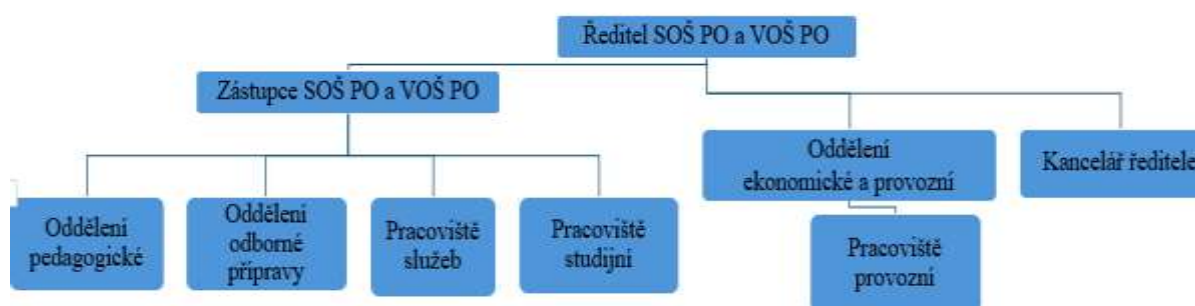 Ředitel SOŠ PO a VOŠ PO
Zástupce SOŠ PO a VOŠ PO
Oddělení
ekonomické a provozní
Kancelář ředitele
Oddělení
pedagogické
Oddělení
odborné
přípravy
Pracoviště
služeb
Pracoviště
studijní
Pracoviště
provozní